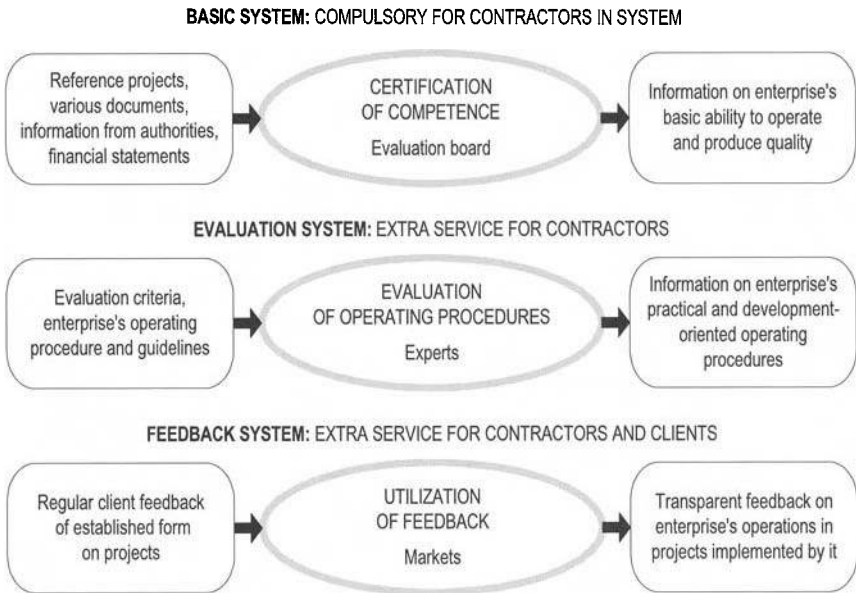 BASIC SYSTEM: COMPULSORY FOR CONTRACTORS IN SYSTEM
Reference projects,
various documents,
information from authorities,
financial statements
CERTIFICATION
OF COMPETENCE
Evaluation board
Information on enterprise's
basic ability to operate
and produce quality
EVALUATION SYSTEM: EXTRA SERVICE FOR CONTRACTORS
Evaluation criteria,
enterprise's operating
procedure and guidelines
EVALUATION
OF OPERATING PROCEDURES
Experts
Information on enterprise's
practical and development-
oriented operating
procedures
FEEDBACK SYSTEM: EXTRA SERVICE FOR CONTRACTORS AND CLIENTS
Regular client feedback
of established form
on projects
UTILIZATION
OF FEEDBACK
Markets
Transparent feedback on
enterprise's operations in
projects implemented by it